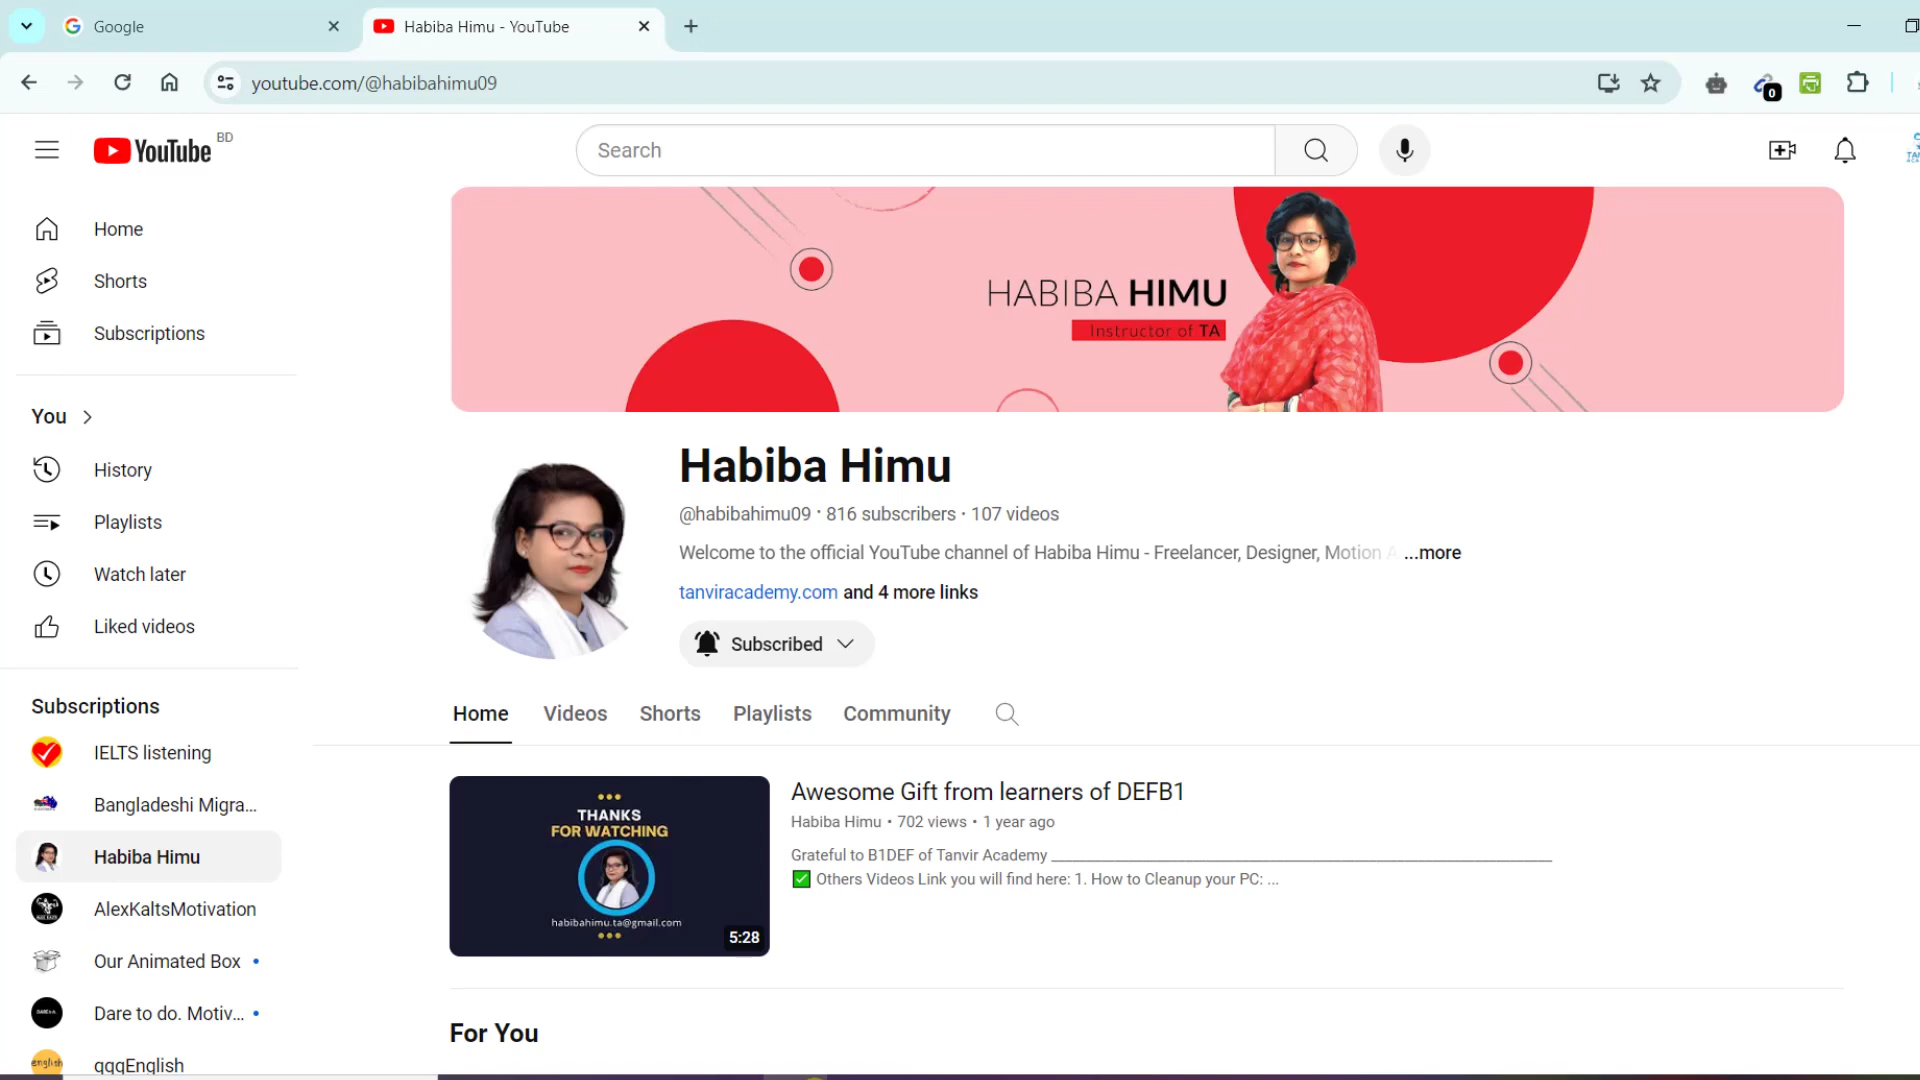 Google
Habiba Himu - YouTube
youtube.com/@habibahimu09
0
YouTube BD
Search
Home
Shorts
Subscriptions
You
History
Playlists
Watch later
Liked videos
Subscriptions
IELTS listening
Bangladeshi Migra...
Habiba Himu
AlexKaltsMotivation
Our Animated Box
Dare to do. Motiv...
english
gqgEnglish
HABIBA HIMU
Instructor of TA
Habiba Himu
@habibahimu09 • 816 subscribers • 107 videos
Welcome to the official YouTube channel of Habiba Himu - Freelancer, Designer, Motion A ...more
tanviracademy.com and 4 more links
Subscribed
Home Videos Shorts Playlists Community
THANKS
FOR WATCHING
habibahimu.ta@gmail.com
5:28
Awesome Gift from learners of DEFB1
Habiba Himu • 702 views • 1 year ago
Grateful to B1DEF of Tanvir Academy ______________________________________________________________
✅ Others Videos Link you will find here: 1. How to Cleanup your PC: ...
For You